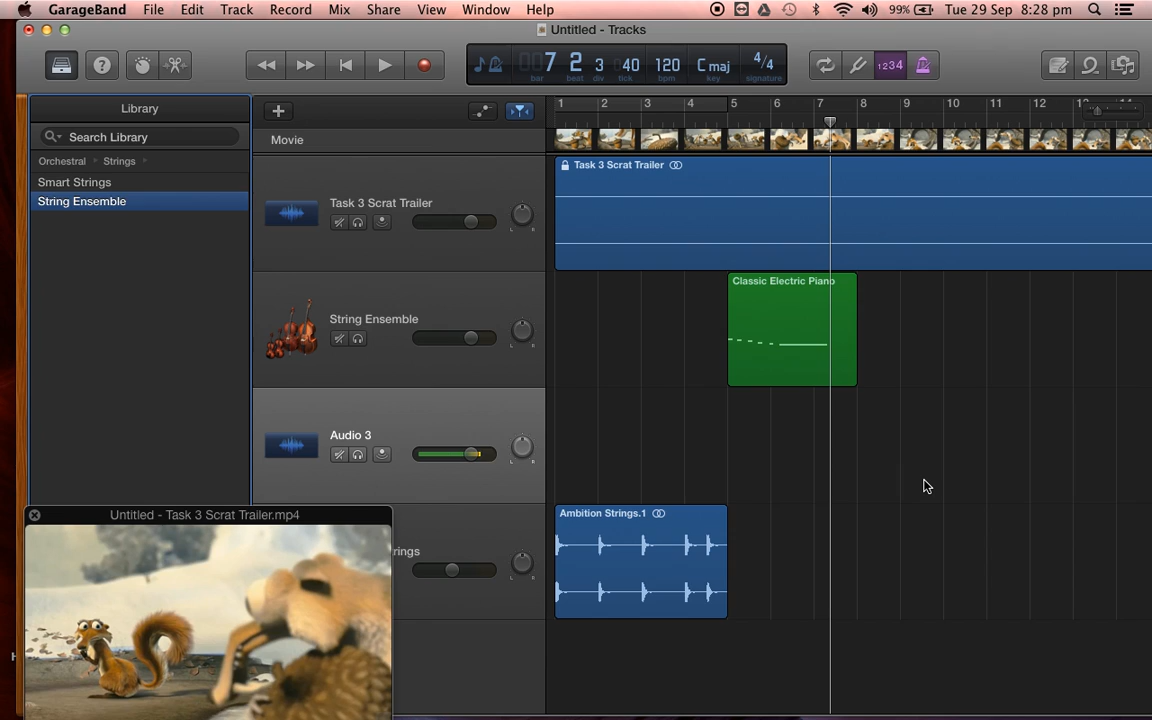 GarageBand File Edit Track Record Mix Share View Window Help 99% Tue 29 Sep 8:28 pm
Untitled - Tracks
7 2 3 40 120 C maj 4/4
bar beat div tick bpm key signature
1234
Library
Search Library
Orchestral Strings
Smart Strings
String Ensemble
Movie
1 2 3 4 5 6 7 8 9 10 11 12
Task 3 Scrat Trailer
L R
Task 3 Scrat Trailer
String Ensemble
L R
Classic Electric Piano
Audio 3
L R
rings
L R
Ambition Strings.1
Untitled - Task 3 Scrat Trailer.mp4
H